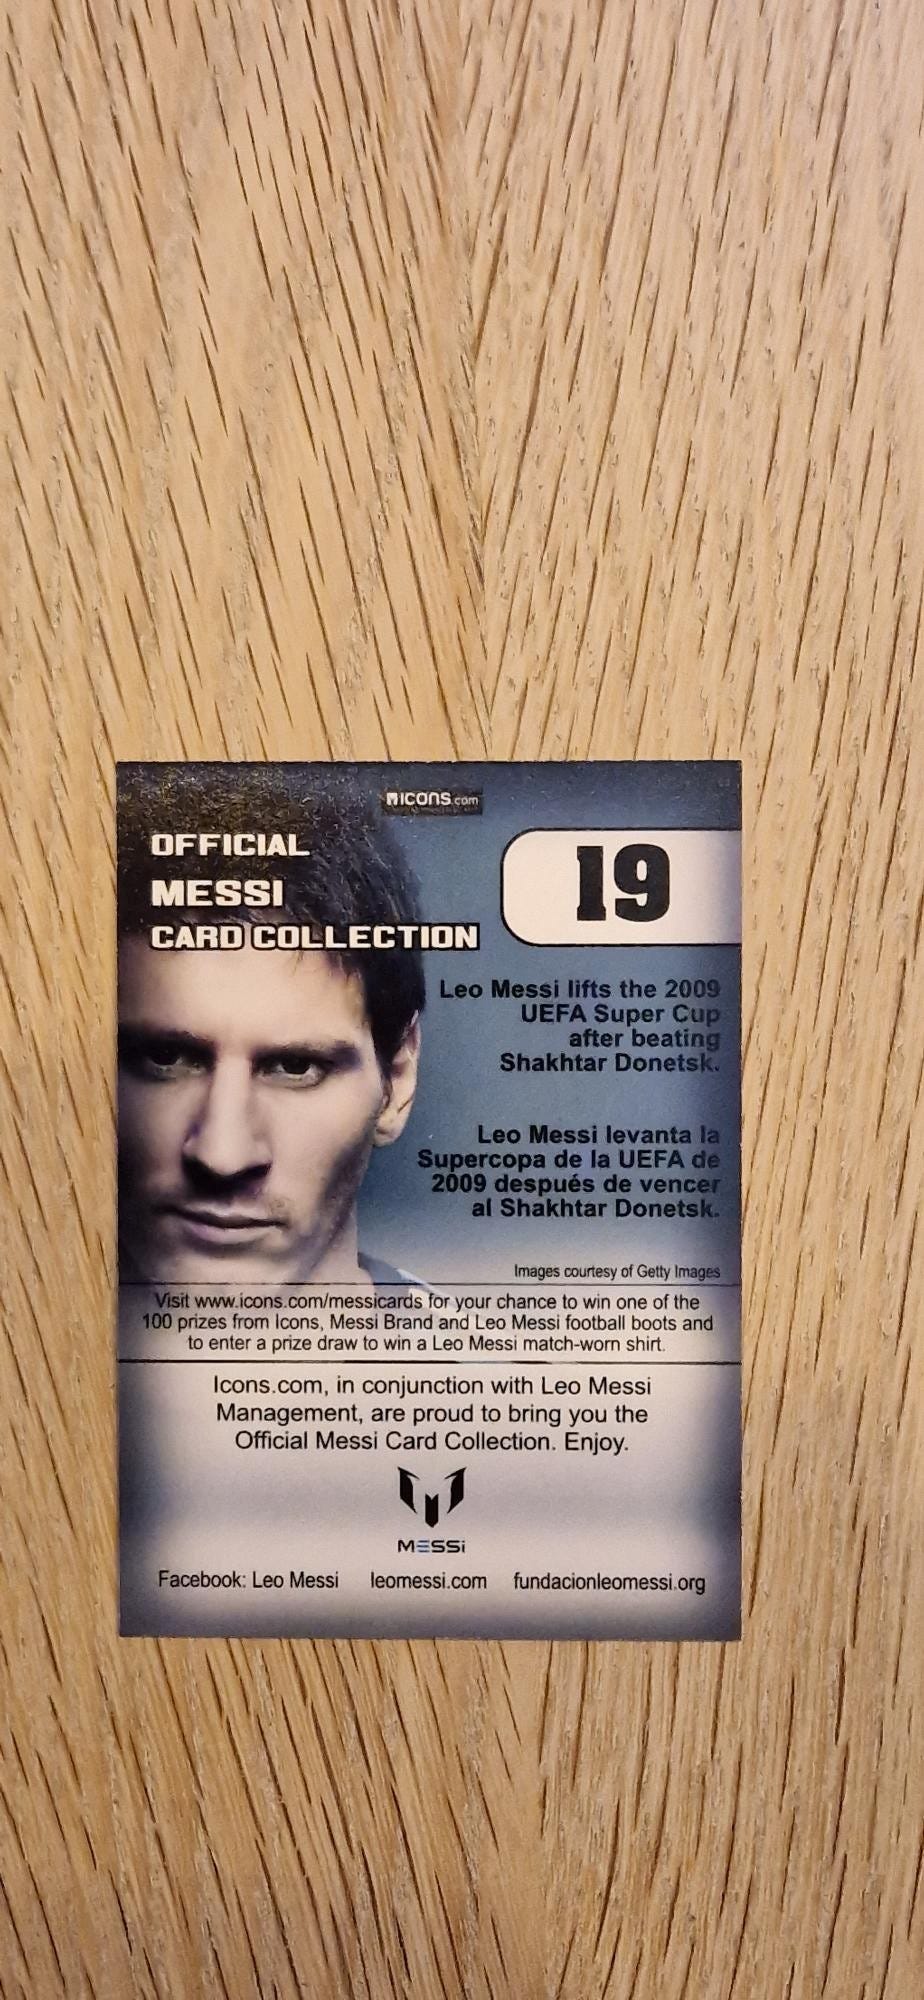 ICONS.com
OFFICIAL
MESSI
CARD COLLECTION
19
Leo Messi lifts the 2009
UEFA Super Cup
after beating
Shakhtar Donetsk.
Leo Messi levanta la
Supercopa de la UEFA de
2009 después de vencer
al Shakhtar Donetsk.
Images courtesy of Getty Images
Visit www.icons.com/messicards for your chance to win one of the
100 prizes from Icons, Messi Brand and Leo Messi football boots and
to enter a prize draw to win a Leo Messi match-worn shirt.
Icons.com, in conjunction with Leo Messi
Management, are proud to bring you the
Official Messi Card Collection. Enjoy.
MESSi
Facebook: Leo Messi leomessi.com fundacionleomessi.org